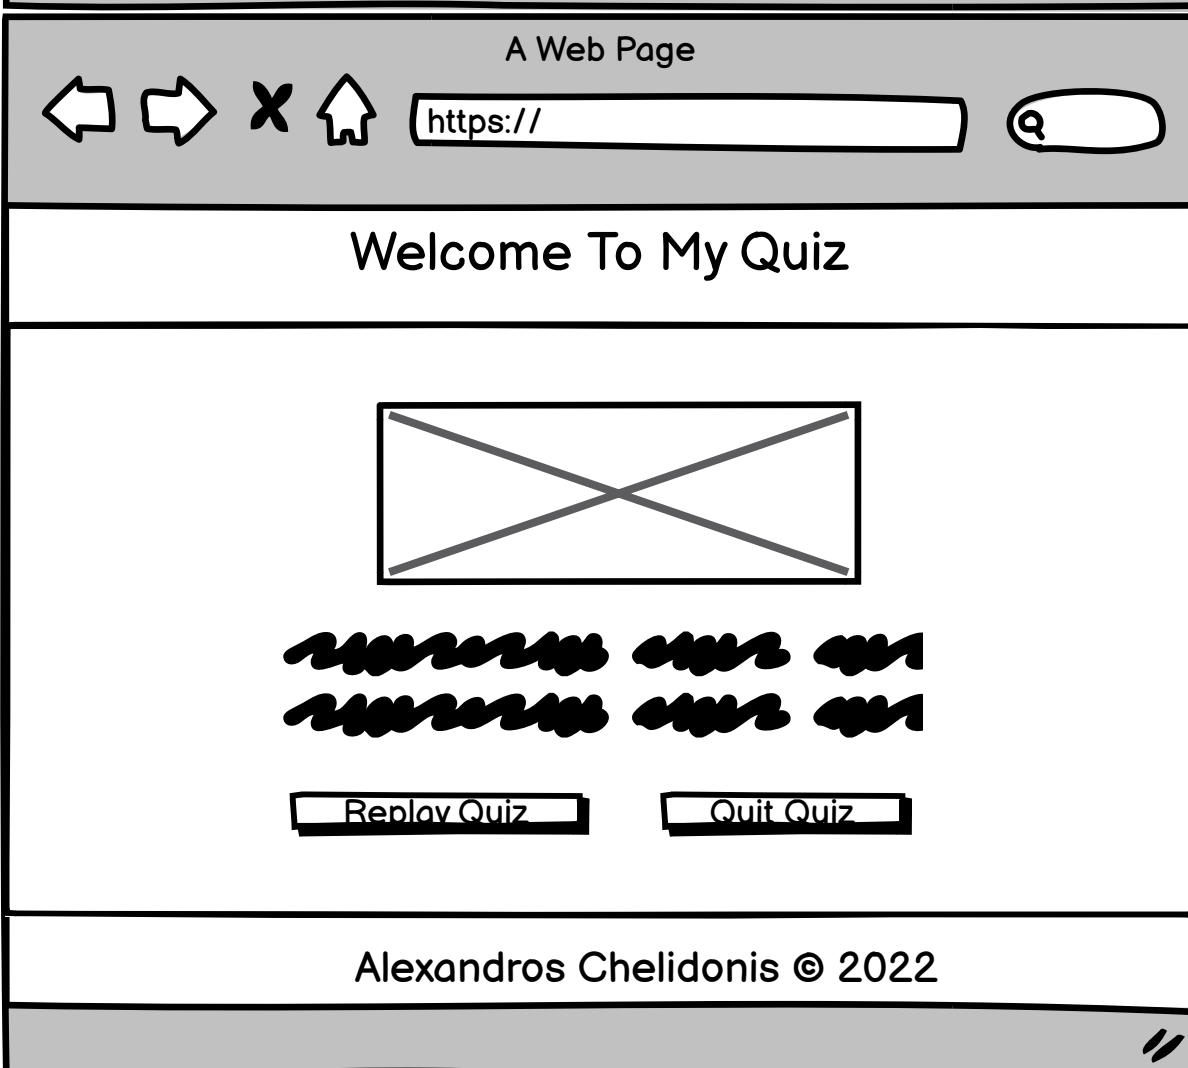 A Web Page
https://
Welcome To My Quiz
Replay Quiz
Quit Quiz
Alexandros Chelidonis © 2022